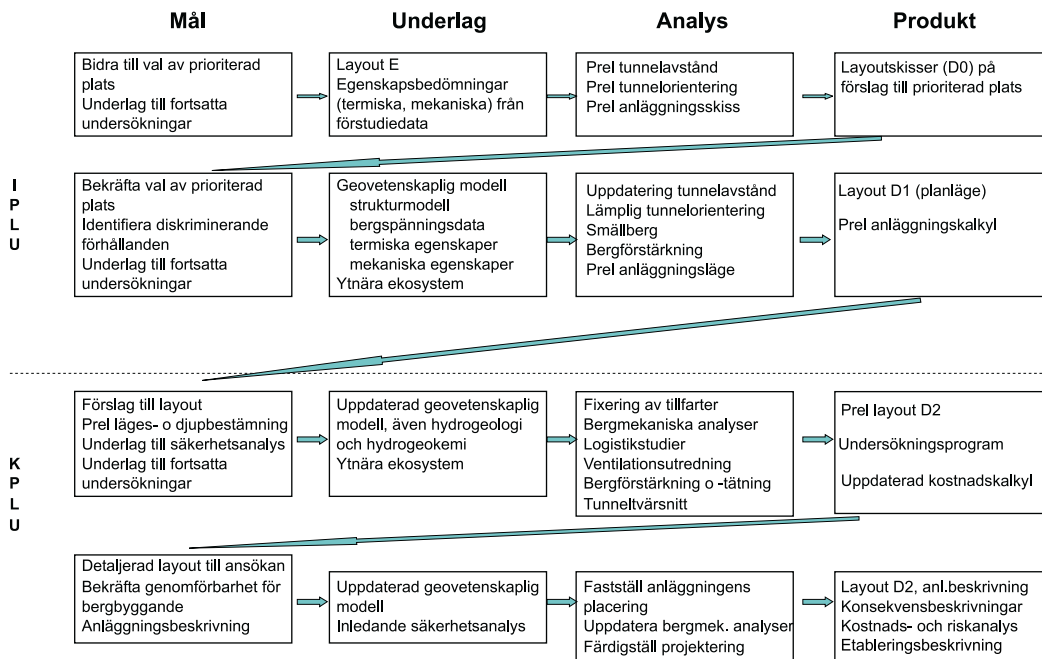 Mål
Underlag
Analys
Produkt
I
P
L
U
Bidra till val av prioriterad
plats
Underlag till fortsatta
undersökningar
Layout E
Egenskapsbedömningar
(termiska, mekaniska) från
förstudiedata
Prel tunnelavstånd
Prel tunnelorientering
Prel anläggningsskiss
Layoutskisser (D0) på
förslag till prioriterad plats
Bekräfta val av prioriterad
plats
Identifiera diskriminerande
förhållanden
Underlag till fortsatta
undersökningar
Geovetenskaplig modell
strukturmodell
bergspänningsdata
termiska egenskaper
mekaniska egenskaper
Ytnära ekosystem
Uppdatering tunnelavstånd
Lämplig tunnelorientering
Smällberg
Bergförstärkning
Prel anläggningsläge
Layout D1 (planläge)
Prel anläggningskalkyl
K
P
L
U
Förslag till layout
Prel läges- o djupbestämning
Underlag till säkerhetsanalys
Underlag till fortsatta
undersökningar
Uppdaterad geovetenskaplig
modell, även hydrogeologi
och hydrogeokemi
Ytnära ekosystem
Fixering av tillfarter
Bergmekaniska analyser
Logistikstudier
Ventilationsutredning
Bergförstärkning o -tätning
Tunneltvärsnitt
Prel layout D2
Undersökningsprogram
Uppdaterad kostnadskalkyl
Detaljerad layout till ansökan
Bekräfta genomförbarhet för
bergbyggande
Anläggningsbeskrivning
Uppdaterad geovetenskaplig
modell
Inledande säkerhetsanalys
Fastställ anläggningens
placering
Uppdatera bergmek. analyser
Färdigställ projektering
Layout D2, anl.beskrivning
Konsekvensbeskrivningar
Kostnads- och riskanalys
Etableringsbeskrivning